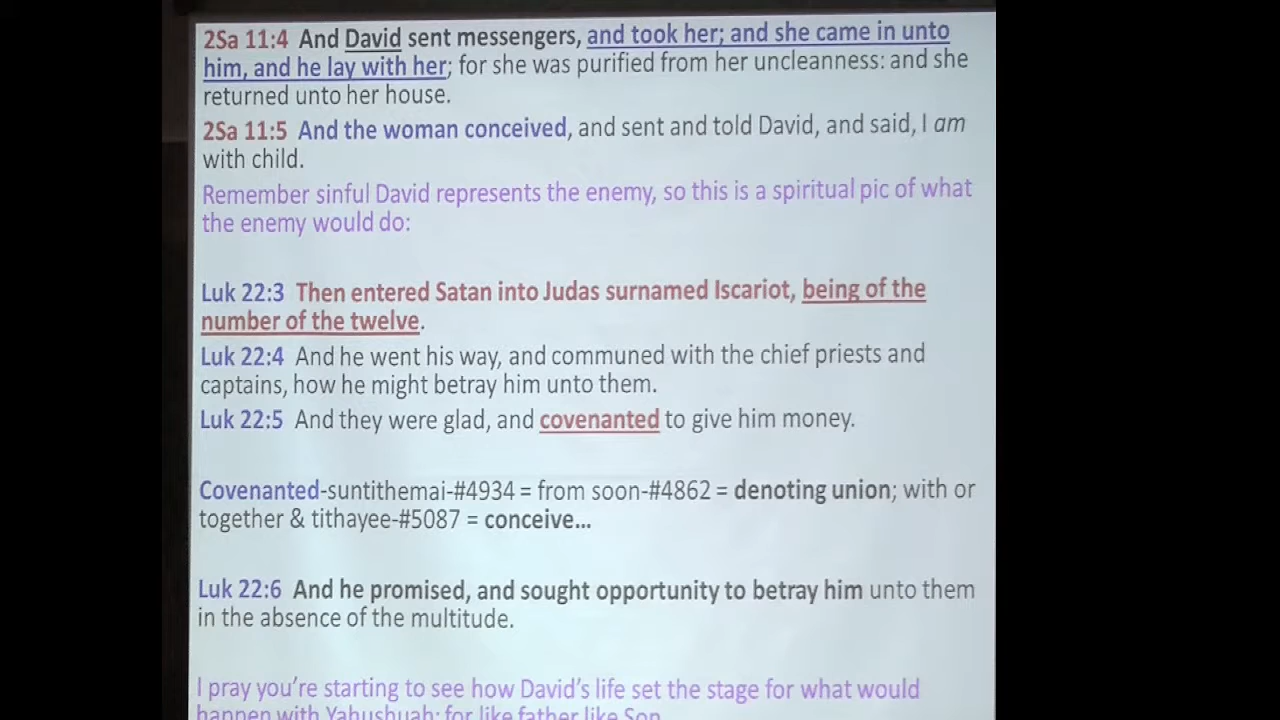 2Sa 11:4 And David sent messengers, and took her; and she came in unto
him, and he lay with her; for she was purified from her uncleanness: and she
returned unto her house.
2Sa 11:5 And the woman conceived, and sent and told David, and said, I am
with child.
Remember sinful David represents the enemy, so this is a spiritual pic of what
the enemy would do:
Luk 22:3 Then entered Satan into Judas surnamed Iscariot, being of the
number of the twelve.
Luk 22:4 And he went his way, and communed with the chief priests and
captains, how he might betray him unto them.
Luk 22:5 And they were glad, and covenanted to give him money.
Covenanted-suntithemai-#4934 = from soon-#4862 = denoting union; with or
together & tithayee-#5087 = conceive...
Luk 22:6 And he promised, and sought opportunity to betray him unto them
in the absence of the multitude.
I pray you're starting to see how David's life set the stage for what would
happen with Yahushuah; for like father like Son